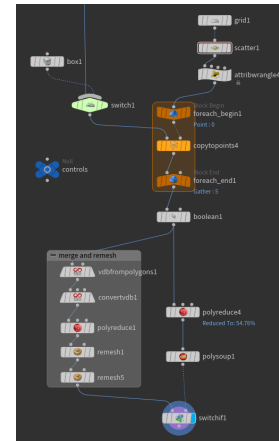 grid1
scatter1
box1
attribwrangle4
Block Begin
foreach_begin1
Point : 0
switch1
copytopoints4
Null
controls
Block End
foreach_end1
Gather : 5
boolean1
merge and remesh
vdbfrompolygons1
convertvdb1
polyreduce4
Reduced To: 54.76%
polyreduce1
remesh1
polysoup1
remesh5
switchif1